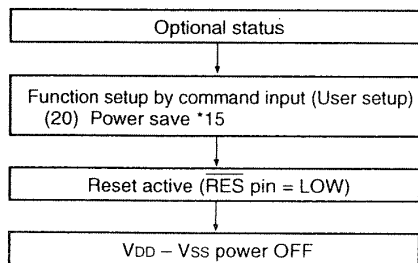 Optional status
Function setup by command input (User setup)
(20) Power save *15
Reset active (R̅E̅S̅ pin = LOW)
VDD – VSS power OFF